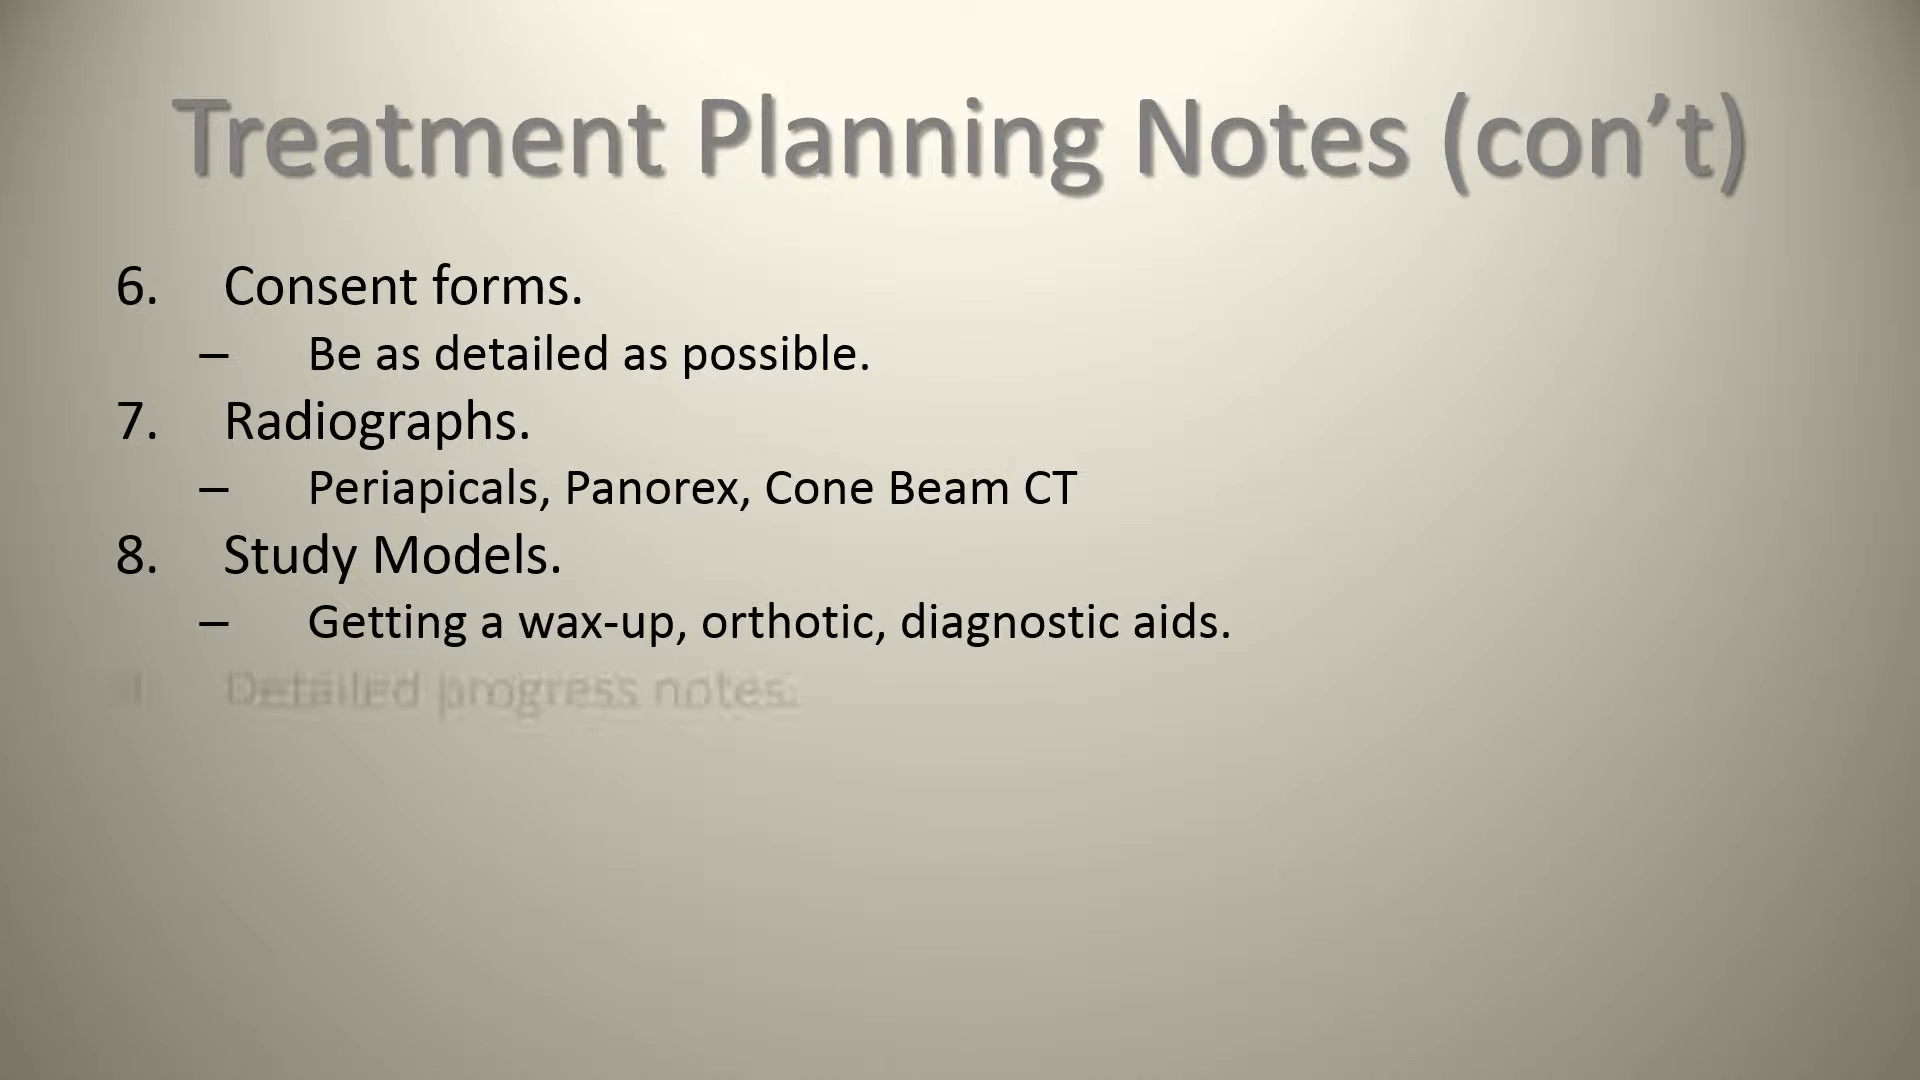 Treatment Planning Notes (con’t)
6. Consent forms.
– Be as detailed as possible.
7. Radiographs.
– Periapicals, Panorex, Cone Beam CT
8. Study Models.
– Getting a wax-up, orthotic, diagnostic aids.
Detailed progress notes.